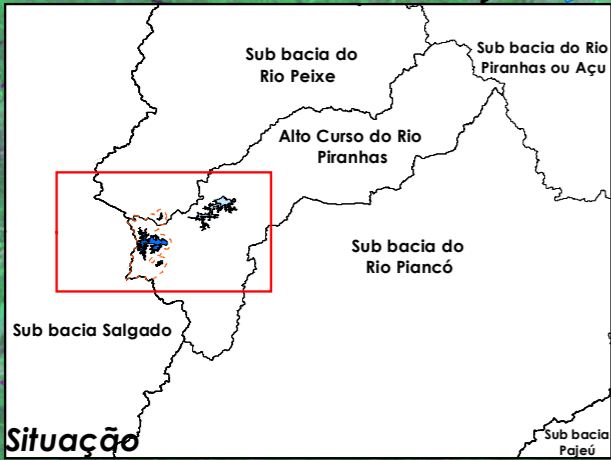 Sub bacia do
Rio Peixe
Sub bacia do Rio
Piranhas ou Açu
Alto Curso do Rio
Piranhas
Sub bacia do
Rio Piancó
Sub bacia Salgado
Situação
Sub bacia
Pajeú